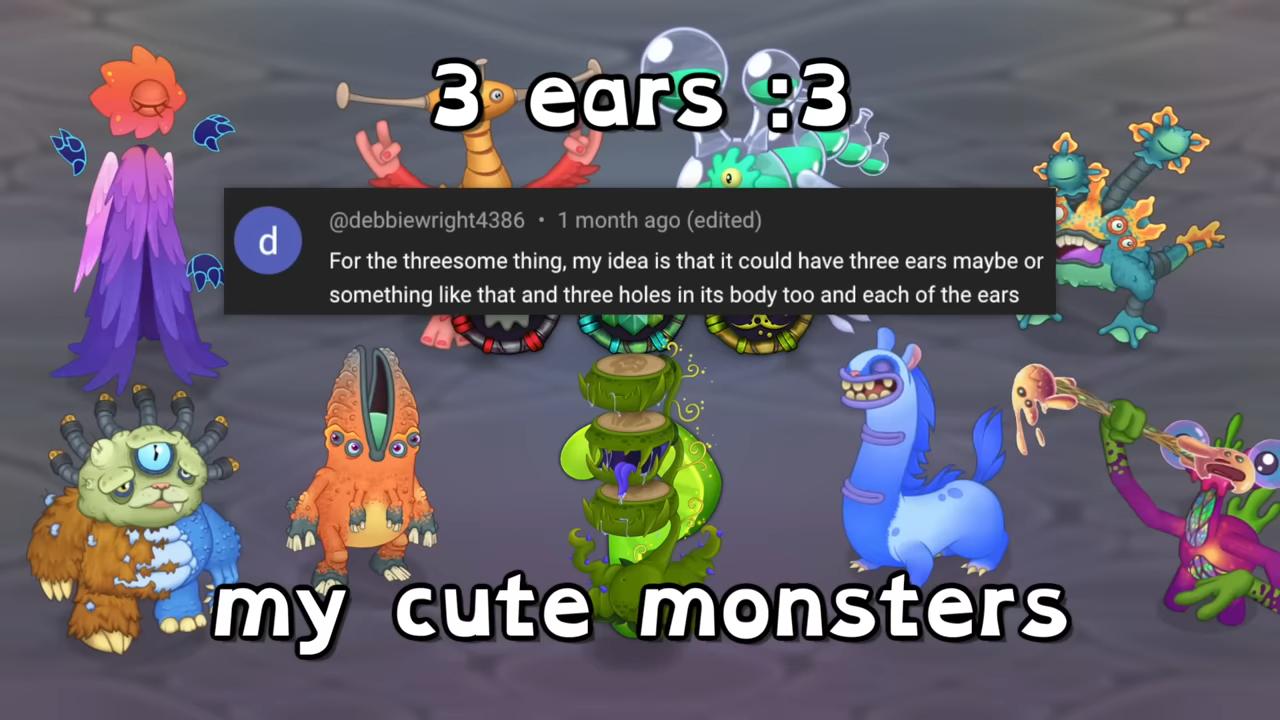 3 ears :3
d
@debbiewright4386 • 1 month ago (edited)
For the threesome thing, my idea is that it could have three ears maybe or
something like that and three holes in its body too and each of the ears
my cute monsters